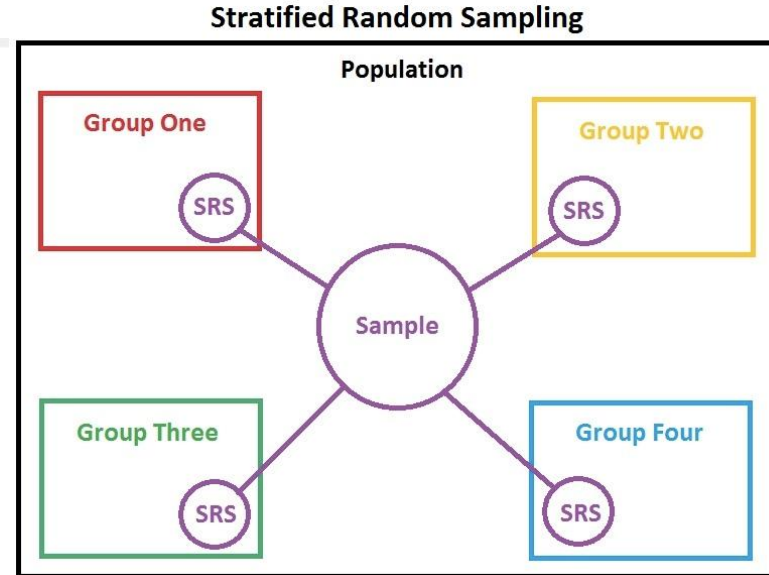 Stratified Random Sampling
Population
Group One
SRS
Group Two
SRS
Sample
Group Three
SRS
Group Four
SRS